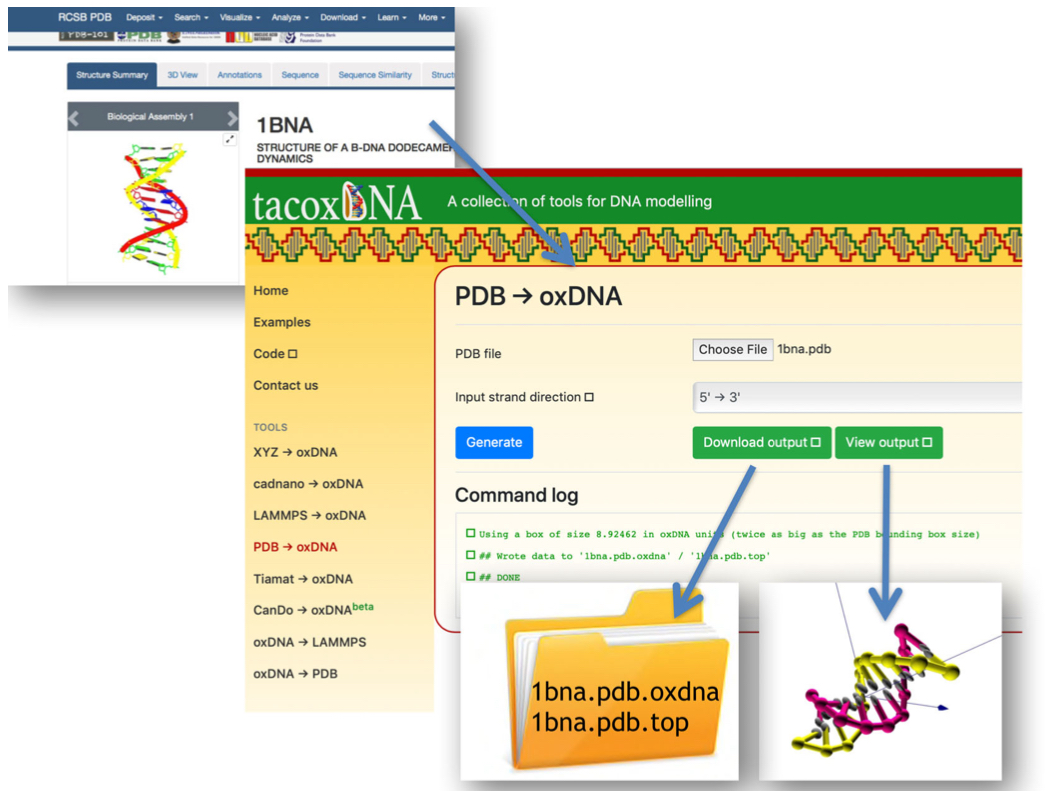 RCSB PDB Deposit Search Visualize Analyze Download Learn More
PDB-101 PDB
Structure Summary 3D View Annotations Sequence Sequence Similarity Struct
Biological Assembly 1
1BNA
STRUCTURE OF A B-DNA DODECAMER
DYNAMICS
tacoxDNA
A collection of tools for DNA modelling
Home
Examples
Code
Contact us
TOOLS
XYZ → oxDNA
cadnano → oxDNA
LAMMPS → oxDNA
PDB → oxDNA
Tiamat → oxDNA
CanDo → oxDNA beta
oxDNA → LAMMPS
oxDNA → PDB
PDB → oxDNA
PDB file Choose File 1bna.pdb
Input strand direction 5' → 3'
Generate Download output View output
Command log
Using a box of size 8.92462 in oxDNA units (twice as big as the PDB bounding box size)
## Wrote data to '1bna.pdb.oxdna' / '1bna.pdb.top'
## DONE
1bna.pdb.oxdna
1bna.pdb.top